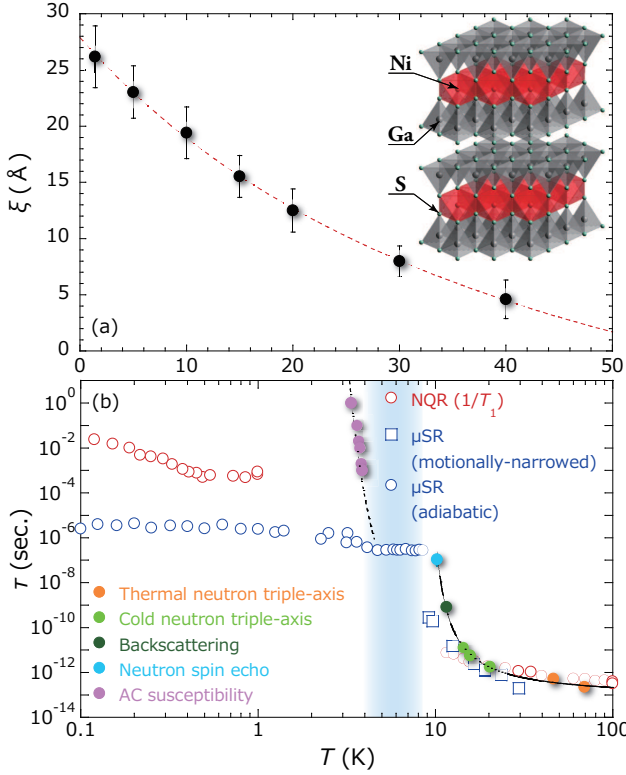 30
25
20
15
10
5
0
ξ (Å)
Ni
Ga
S
(a)
0 10 20 30 40 50
(b)
10^0
10^-2
10^-4
10^-6
10^-8
10^-10
10^-12
10^-14
τ (sec.)
NQR (1/T_1)
μSR
(motionally-narrowed)
μSR
(adiabatic)
Thermal neutron triple-axis
Cold neutron triple-axis
Backscattering
Neutron spin echo
AC susceptibility
0.1 1 10 100
T (K)